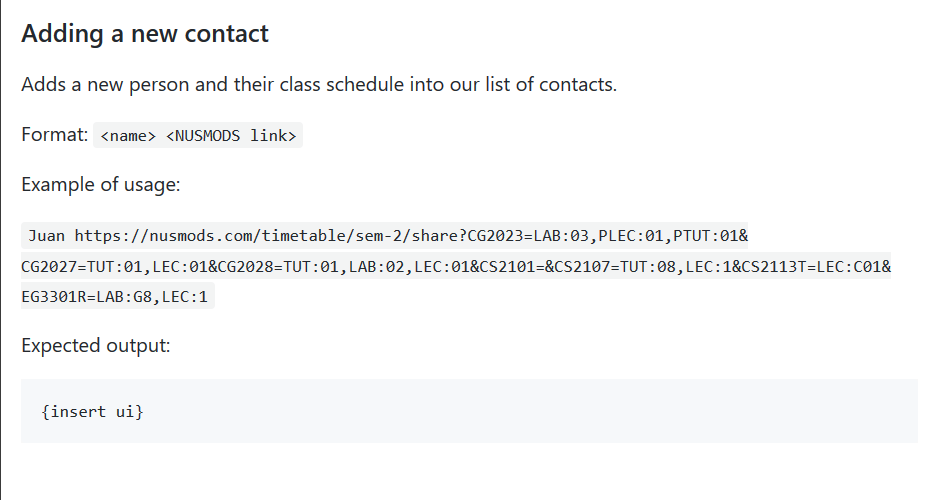 Adding a new contact
Adds a new person and their class schedule into our list of contacts.
Format: <name> <NUSMODS link>
Example of usage:
Juan https://nusmods.com/timetable/sem-2/share?CG2023=LAB:03,PLEC:01,PTUT:01&
CG2027=TUT:01,LEC:01&CG2028=TUT:01,LAB:02,LEC:01&CS2101=&CS2107=TUT:08,LEC:1&CS2113T=LEC:C01&
EG3301R=LAB:G8,LEC:1
Expected output:
{insert ui}